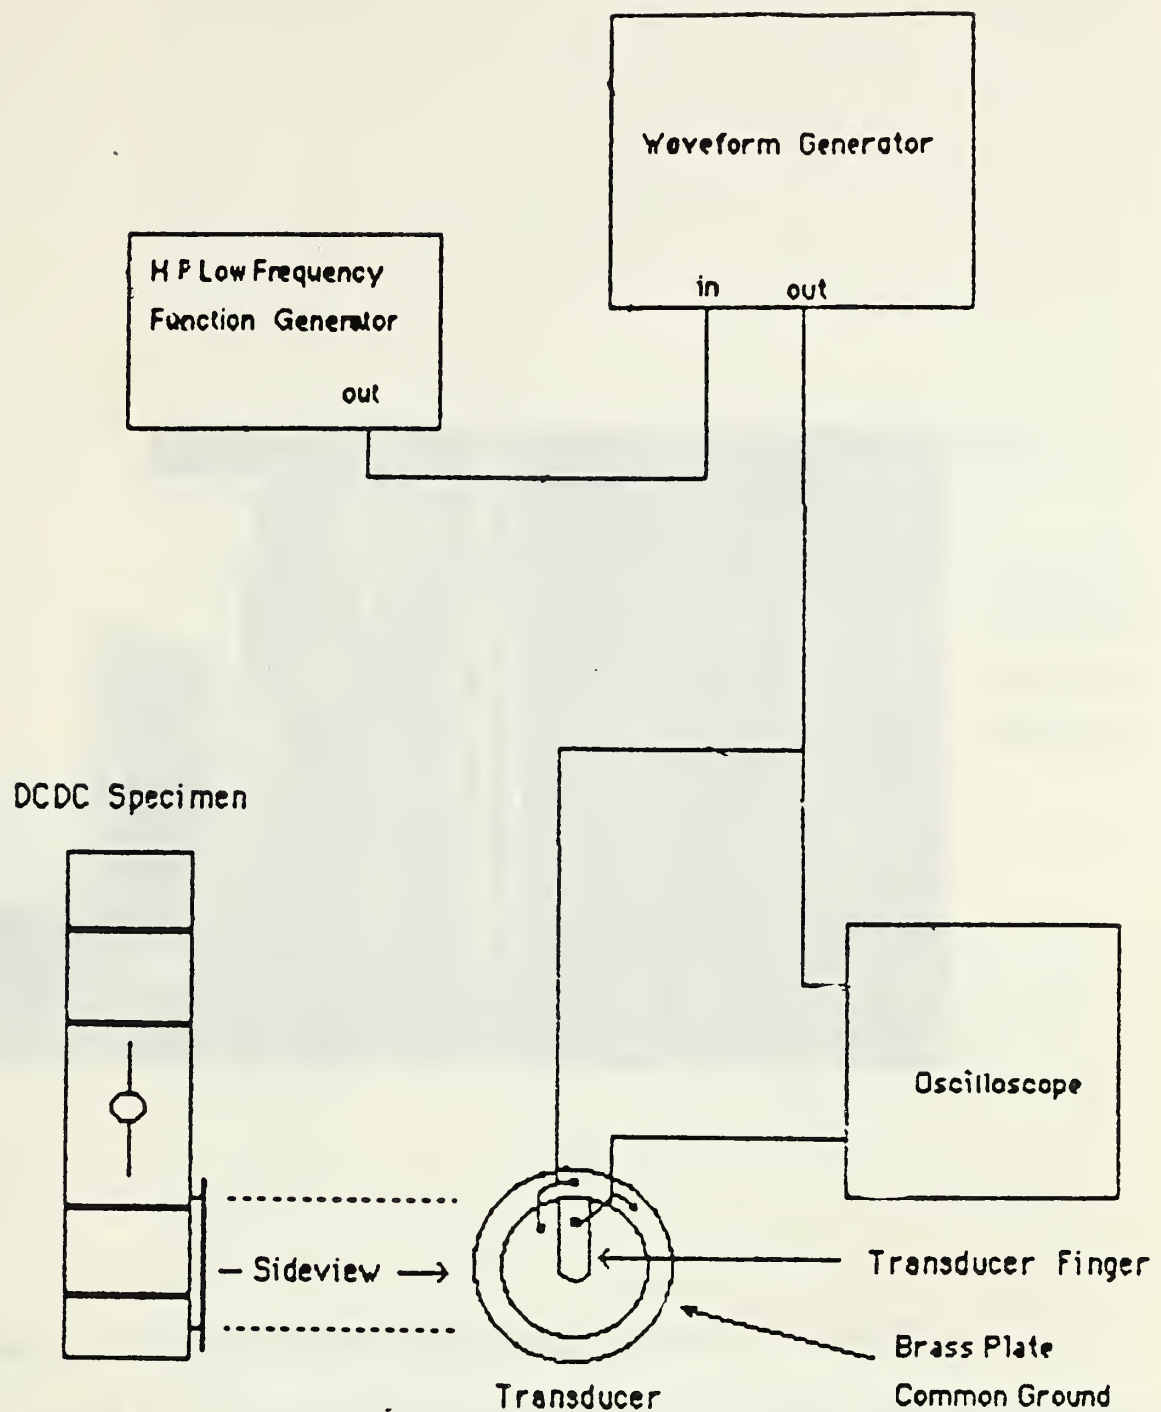 Waveform Generator
in out
HP Low Frequency
Function Generator
out
DCDC Specimen
Oscilloscope
Sideview
Transducer Finger
Brass Plate
Common Ground
Transducer